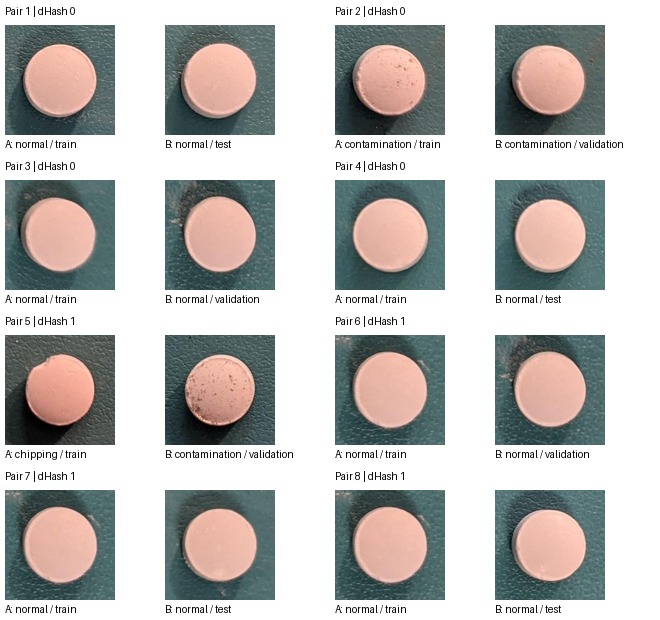 Pair 1 | dHash 0
Pair 2 | dHash 0
A: normal / train
B: normal / test
A: contamination / train
B: contamination / validation
Pair 3 | dHash 0
Pair 4 | dHash 0
A: normal / train
B: normal / validation
A: normal / train
B: normal / test
Pair 5 | dHash 1
Pair 6 | dHash 1
A: chipping / train
B: contamination / validation
A: normal / train
B: normal / validation
Pair 7 | dHash 1
Pair 8 | dHash 1
A: normal / train
B: normal / test
A: normal / train
B: normal / test